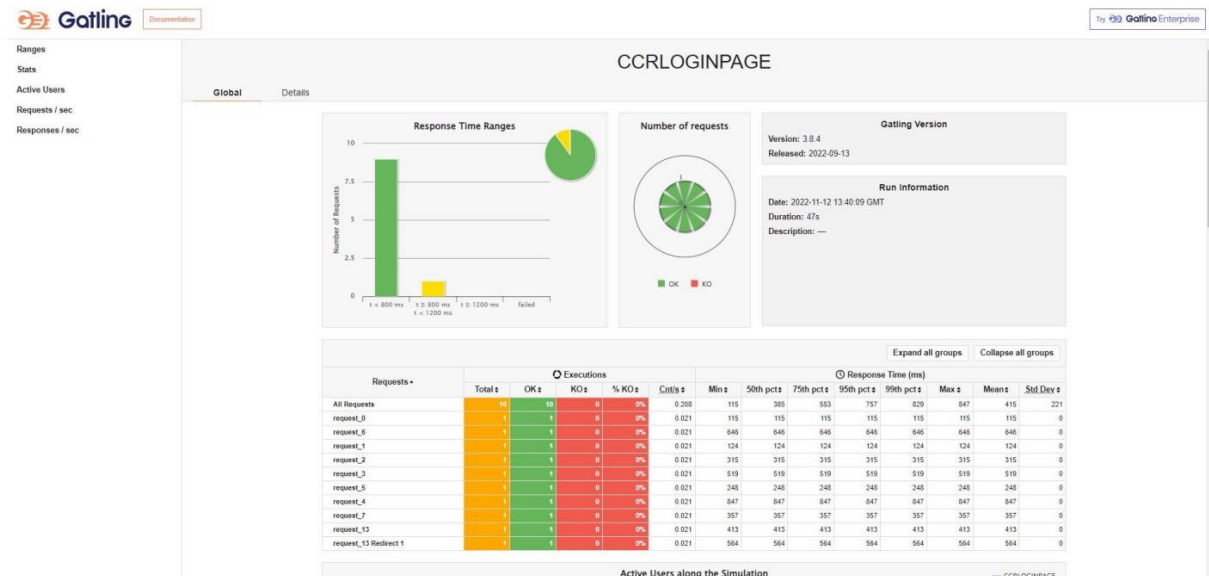 Gatling Documentation
Try Gatling Enterprise
Ranges
Stats
Active Users
Requests / sec
Responses / sec
CCRLOGINPAGE
Global Details
Response Time Ranges
Number of Requests
10
7.5
5
2.5
0
t < 800 ms
t ≥ 800 ms
t < 1200 ms
t ≥ 1200 ms
failed
Number of requests
OK KO
Gatling Version
Version: 3.8.4
Released: 2022-09-13
Run Information
Date: 2022-11-12 13:40:09 GMT
Duration: 47s
Description: —
Expand all groups Collapse all groups
Requests Executions Response Time (ms)
Total OK KO % KO Cnt/s Min 50th pct 75th pct 95th pct 99th pct Max Mean Std Dev
All Requests 10 10 0 0% 0.208 115 385 553 757 829 847 415 221
request_0 1 1 0 0% 0.021 115 115 115 115 115 115 115 0
request_6 1 1 0 0% 0.021 646 646 646 646 646 646 646 0
request_1 1 1 0 0% 0.021 124 124 124 124 124 124 124 0
request_2 1 1 0 0% 0.021 315 315 315 315 315 315 315 0
request_3 1 1 0 0% 0.021 519 519 519 519 519 519 519 0
request_5 1 1 0 0% 0.021 248 248 248 248 248 248 248 0
request_4 1 1 0 0% 0.021 847 847 847 847 847 847 847 0
request_7 1 1 0 0% 0.021 357 357 357 357 357 357 357 0
request_13 1 1 0 0% 0.021 413 413 413 413 413 413 413 0
request_13 Redirect 1 1 1 0 0% 0.021 564 564 564 564 564 564 564 0
Active Users along the Simulation
CCRLOGINPAGE